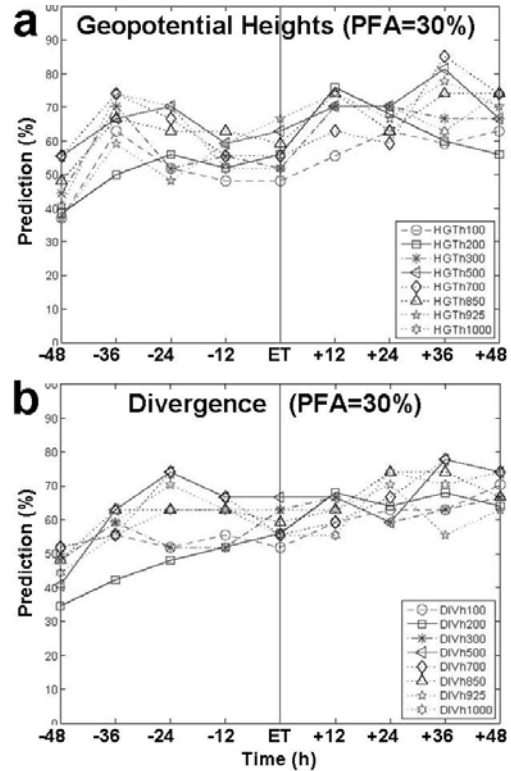 a Geopotential Heights (PFA=30%)
Prediction (%)
80
70
60
50
40
30
20
10
0
-48 -36 -24 -12 ET +12 +24 +36 +48
HGTh100
HGTh200
HGTh300
HGTh500
HGTh700
HGTh850
HGTh925
HGTh1000
b Divergence (PFA=30%)
Prediction (%)
80
70
60
50
40
30
20
10
0
-48 -36 -24 -12 ET +12 +24 +36 +48
Time (h)
DIVh100
DIVh200
DIVh300
DIVh500
DIVh700
DIVh850
DIVh925
DIVh1000